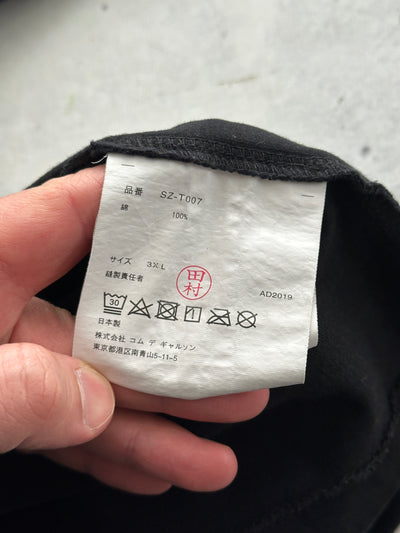 品番 SZ-T007
綿 100%
サイズ 3XL
縫製責任者 田村 AD2019
30
日本製
株式会社 コム デ ギャルソン
東京都港区南青山5-11-5